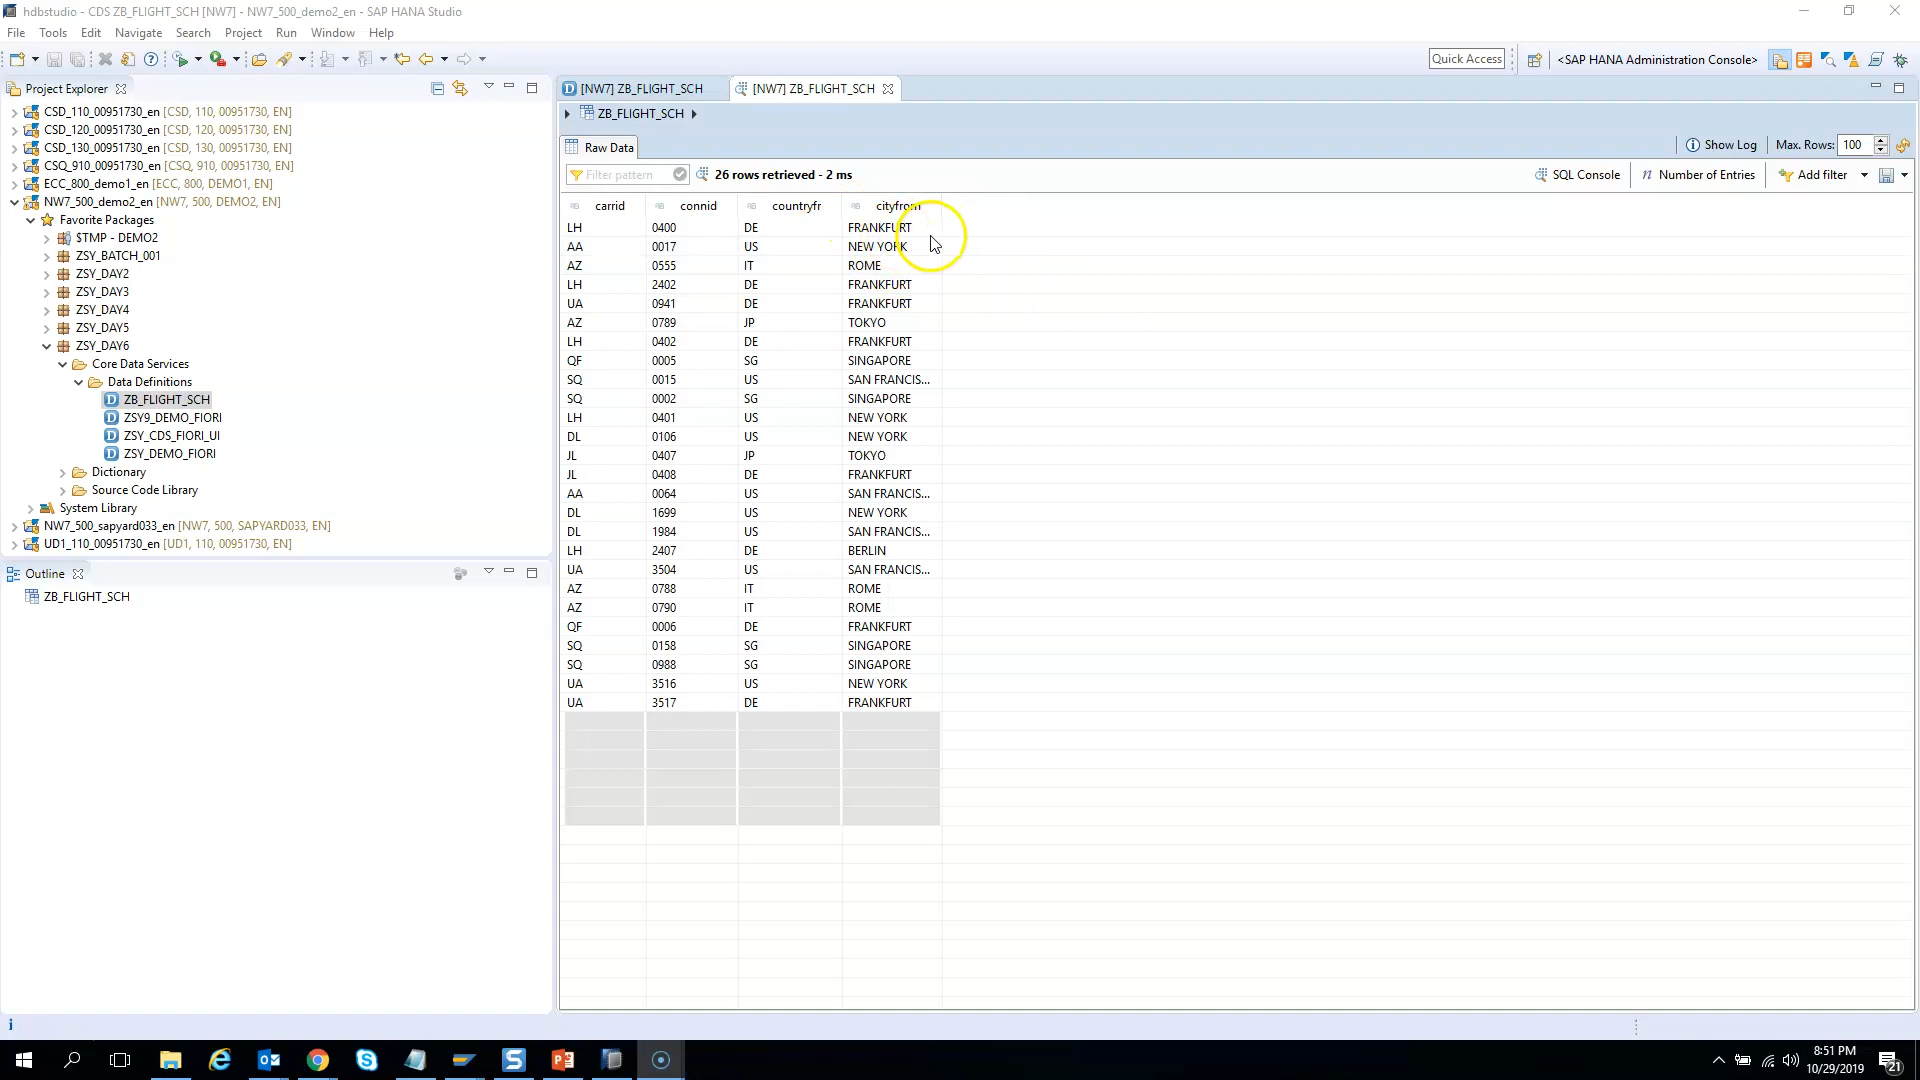 hdbstudio - CDS ZB_FLIGHT_SCH [NW7] - NW7_500_demo2_en - SAP HANA Studio
File Tools Edit Navigate Search Project Run Window Help
Quick Access <SAP HANA Administration Console>
Project Explorer
CSD_110_00951730_en [CSD, 110, 00951730, EN]
CSD_120_00951730_en [CSD, 120, 00951730, EN]
CSD_130_00951730_en [CSD, 130, 00951730, EN]
CSQ_910_00951730_en [CSQ, 910, 00951730, EN]
ECC_800_demo1_en [ECC, 800, DEMO1, EN]
NW7_500_demo2_en [NW7, 500, DEMO2, EN]
Favorite Packages
$TMP - DEMO2
ZSY_BATCH_001
ZSY_DAY2
ZSY_DAY3
ZSY_DAY4
ZSY_DAY5
ZSY_DAY6
Core Data Services
Data Definitions
ZB_FLIGHT_SCH
ZSY9_DEMO_FIORI
ZSY_CDS_FIORI_UI
ZSY_DEMO_FIORI
Dictionary
Source Code Library
System Library
NW7_500_sapyard033_en [NW7, 500, SAPYARD033, EN]
UD1_110_00951730_en [UD1, 110, 00951730, EN]
Outline
ZB_FLIGHT_SCH
[NW7] ZB_FLIGHT_SCH [NW7] ZB_FLIGHT_SCH
ZB_FLIGHT_SCH
Raw Data Show Log Max. Rows: 100
Filter pattern 26 rows retrieved - 2 ms SQL Console Number of Entries Add filter
carrid connid countryfr cityfrom
LH 0400 DE FRANKFURT
AA 0017 US NEW YORK
AZ 0555 IT ROME
LH 2402 DE FRANKFURT
UA 0941 DE FRANKFURT
AZ 0789 JP TOKYO
LH 0402 DE FRANKFURT
QF 0005 SG SINGAPORE
SQ 0015 US SAN FRANCIS...
SQ 0002 SG SINGAPORE
LH 0401 US NEW YORK
DL 0106 US NEW YORK
JL 0407 JP TOKYO
JL 0408 DE FRANKFURT
AA 0064 US SAN FRANCIS...
DL 1699 US NEW YORK
DL 1984 US SAN FRANCIS...
LH 2407 DE BERLIN
UA 3504 US SAN FRANCIS...
AZ 0788 IT ROME
AZ 0790 IT ROME
QF 0006 DE FRANKFURT
SQ 0158 SG SINGAPORE
SQ 0988 SG SINGAPORE
UA 3516 US NEW YORK
UA 3517 DE FRANKFURT
8:51 PM
10/29/2019
21